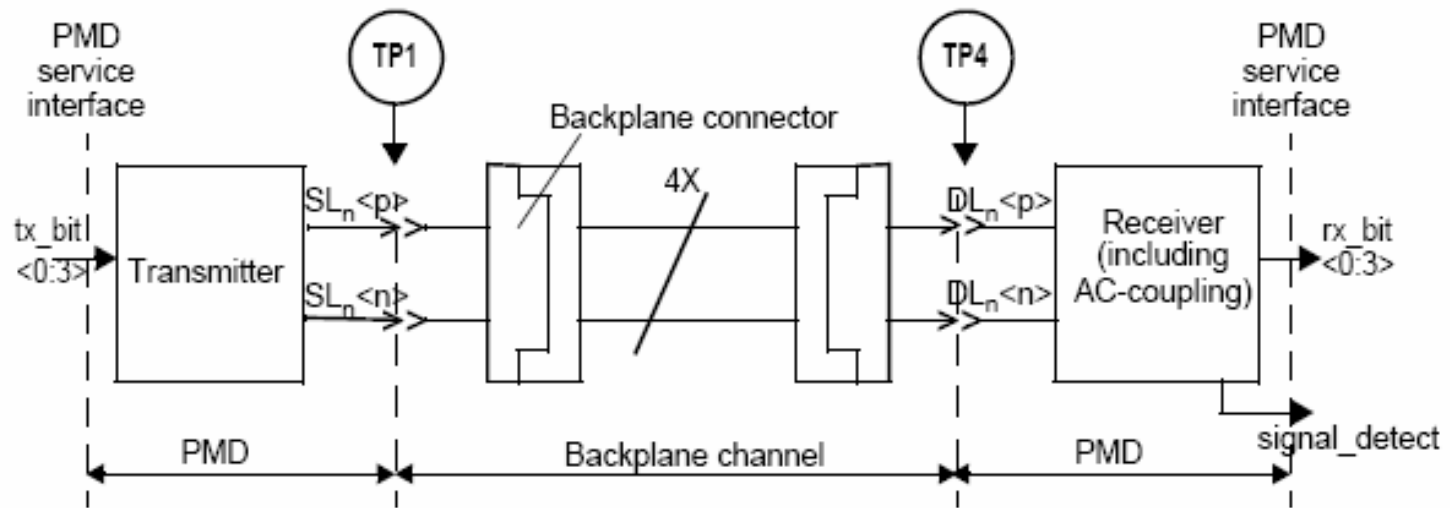 PMD
service
interface
TP1
TP4
PMD
service
interface
Backplane connector
4X
SLn<p>
DLn<p>
tx_bit
<0:3>
Transmitter
Receiver
(including
AC-coupling)
rx_bit
<0:3>
SLn<n>
DLn<n>
signal_detect
PMD
Backplane channel
PMD